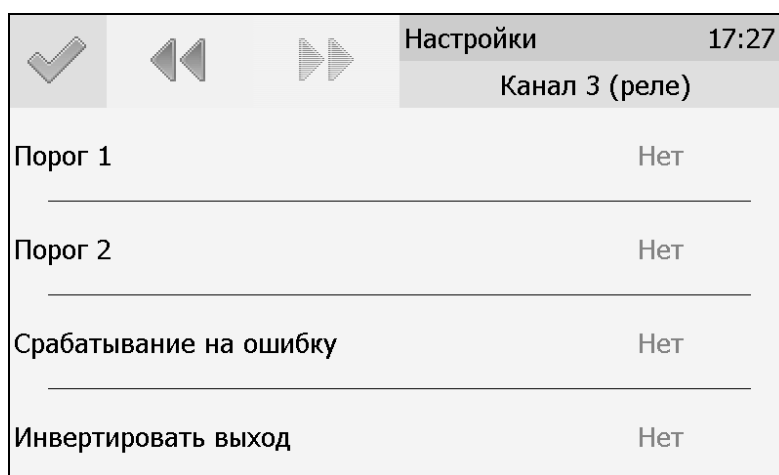 Настройки 17:27
Канал 3 (реле)
Порог 1 Нет
Порог 2 Нет
Срабатывание на ошибку Нет
Инвертировать выход Нет